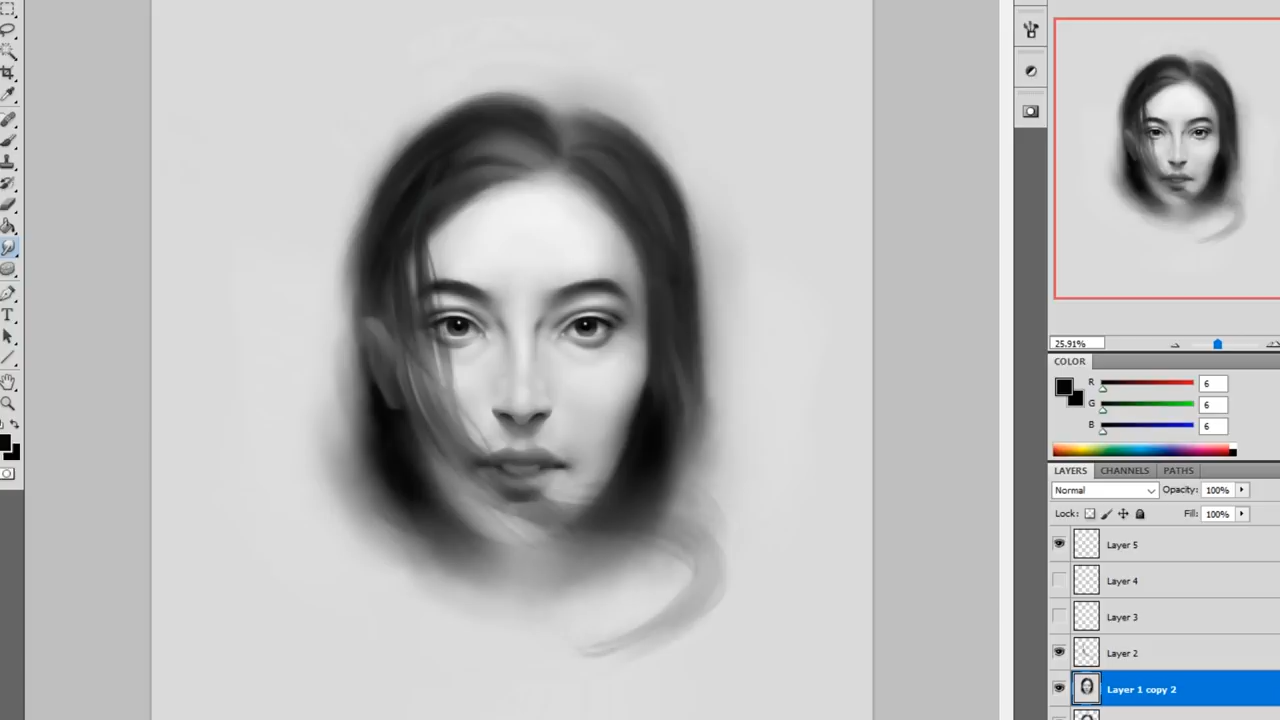 25.91%
COLOR
R 6
G 6
B 6
LAYERS CHANNELS PATHS
Normal Opacity: 100%
Lock: Fill: 100%
Layer 5
Layer 4
Layer 3
Layer 2
Layer 1 copy 2
T